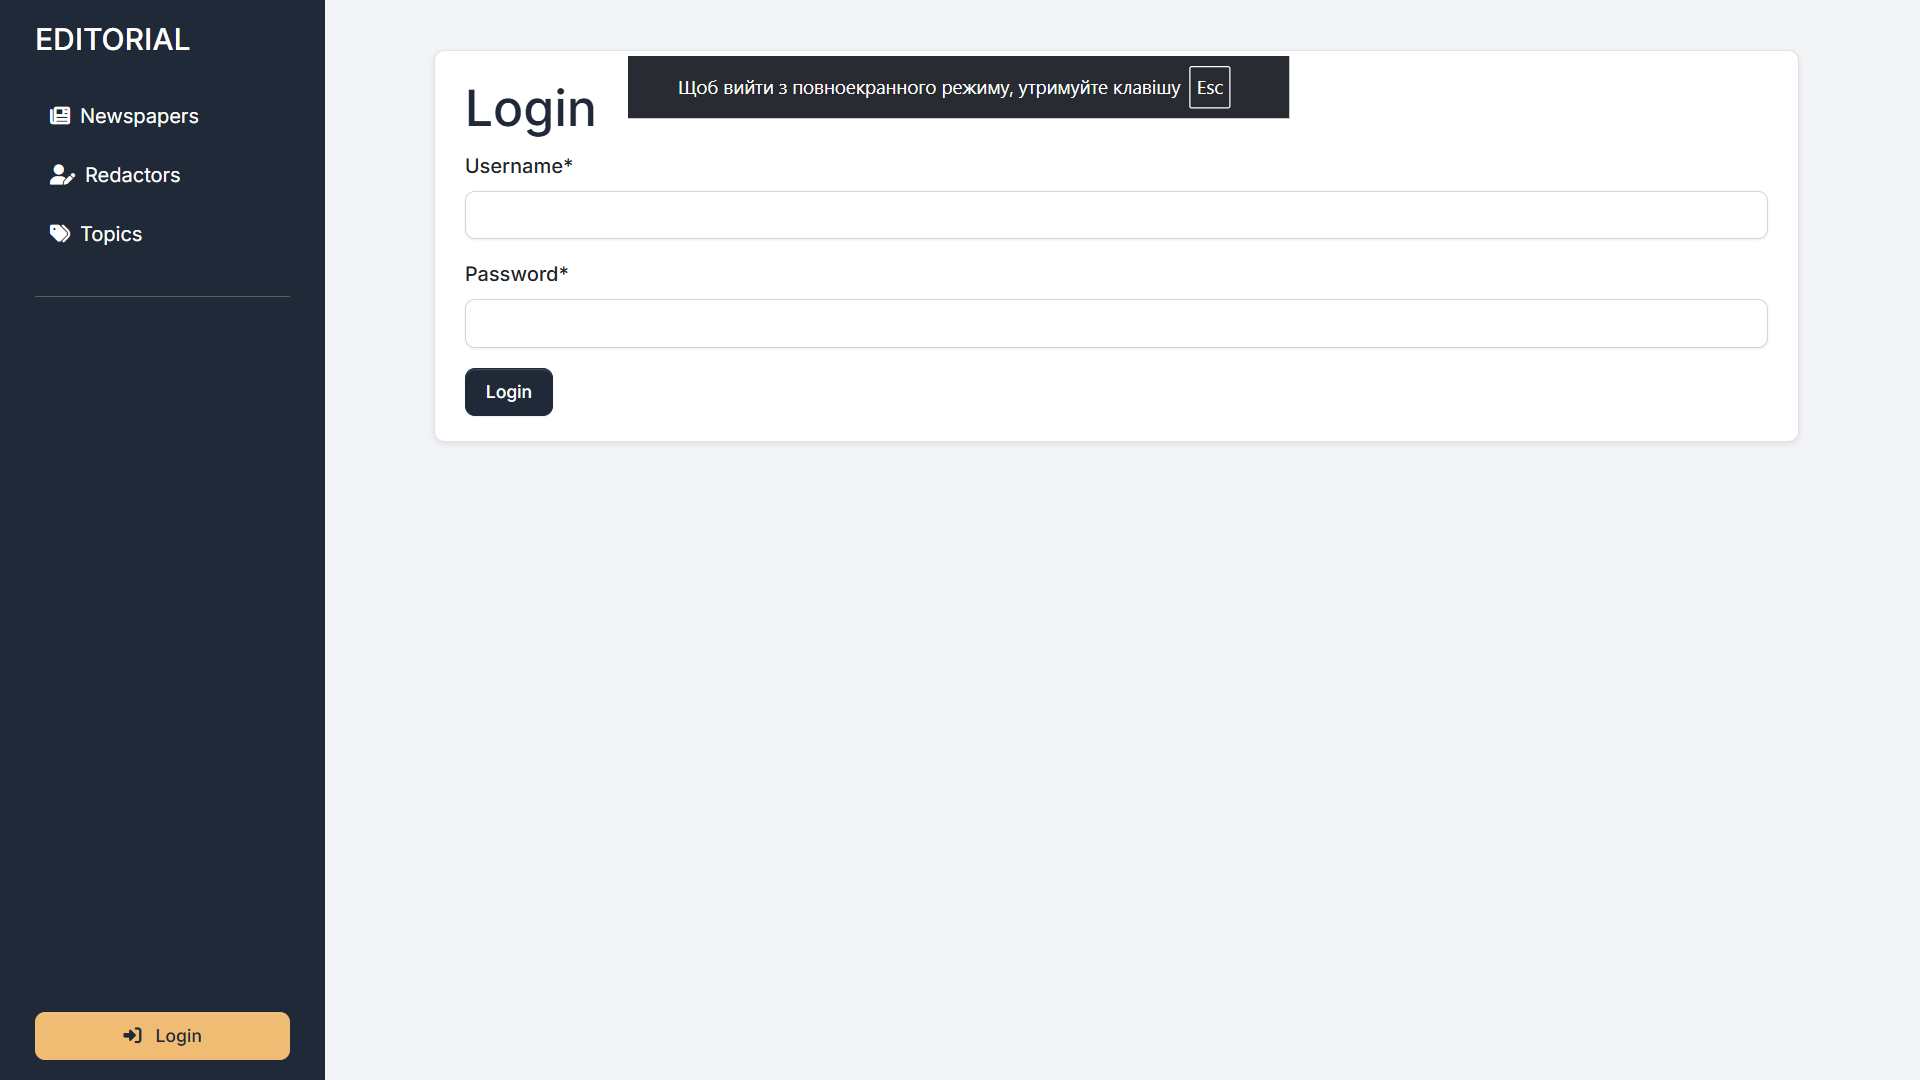 EDITORIAL
Newspapers
Redactors
Topics
Login
Щоб вийти з повноекранного режиму, утримуйте клавішу Esc
Login
Username*
Password*
Login